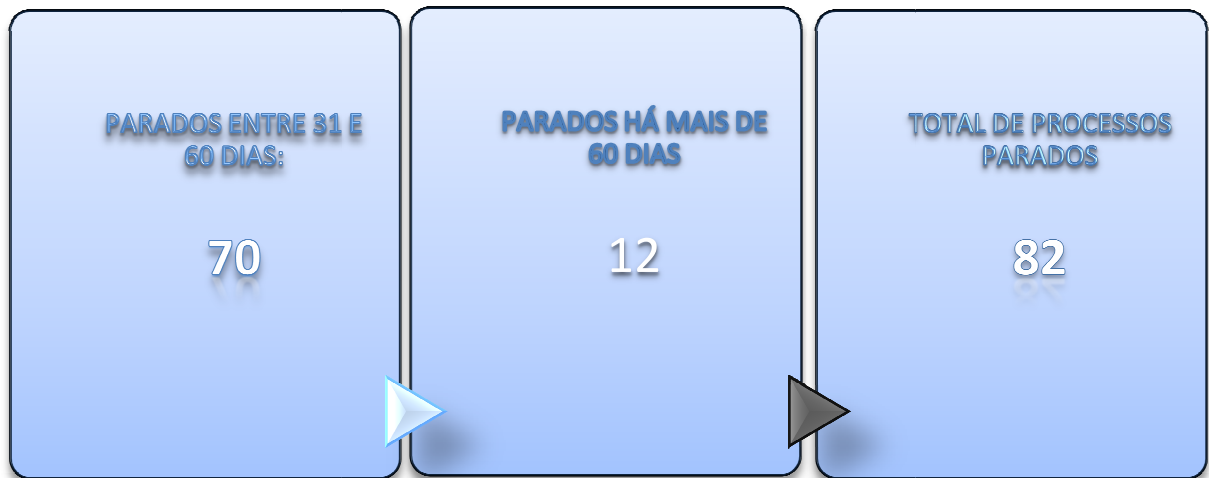 PARADOS ENTRE 31 E
60 DIAS:
70
PARADOS HÁ MAIS DE
60 DIAS
12
TOTAL DE PROCESSOS
PARADOS
82